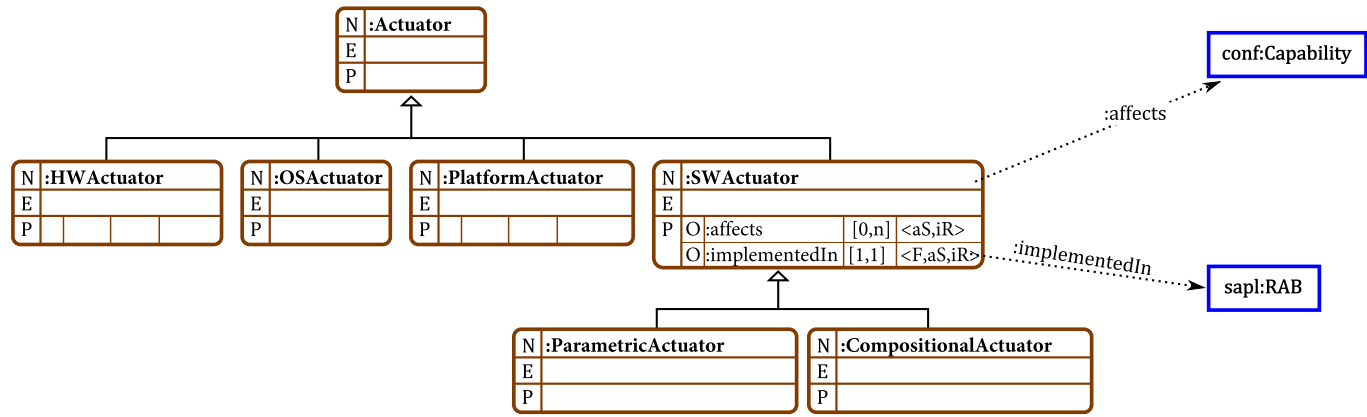 N :Actuator
E
P
conf:Capability
:affects
N :HWActuator
E
P
N :OSActuator
E
P
N :PlatformActuator
E
P
N :SWActuator
E
P O :affects [0,n] <aS,iR>
O :implementedIn [1,1] <F,aS,iR>
:implementedIn
sapl:RAB
N :ParametricActuator
E
P
N :CompositionalActuator
E
P